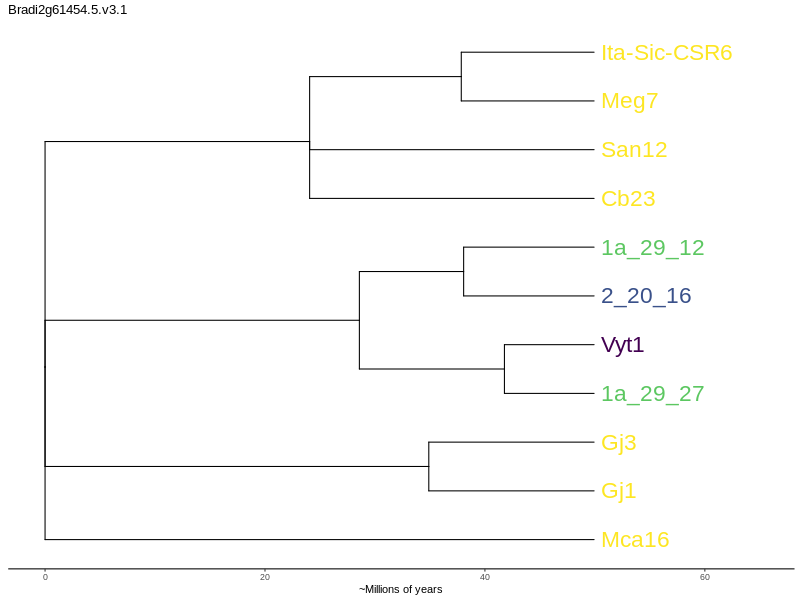 Bradi2g61454.5.v3.1
Ita-Sic-CSR6
Meg7
San12
Cb23
1a_29_12
2_20_16
Vyt1
1a_29_27
Gj3
Gj1
Mca16
0 20 40 60
~Millions of years